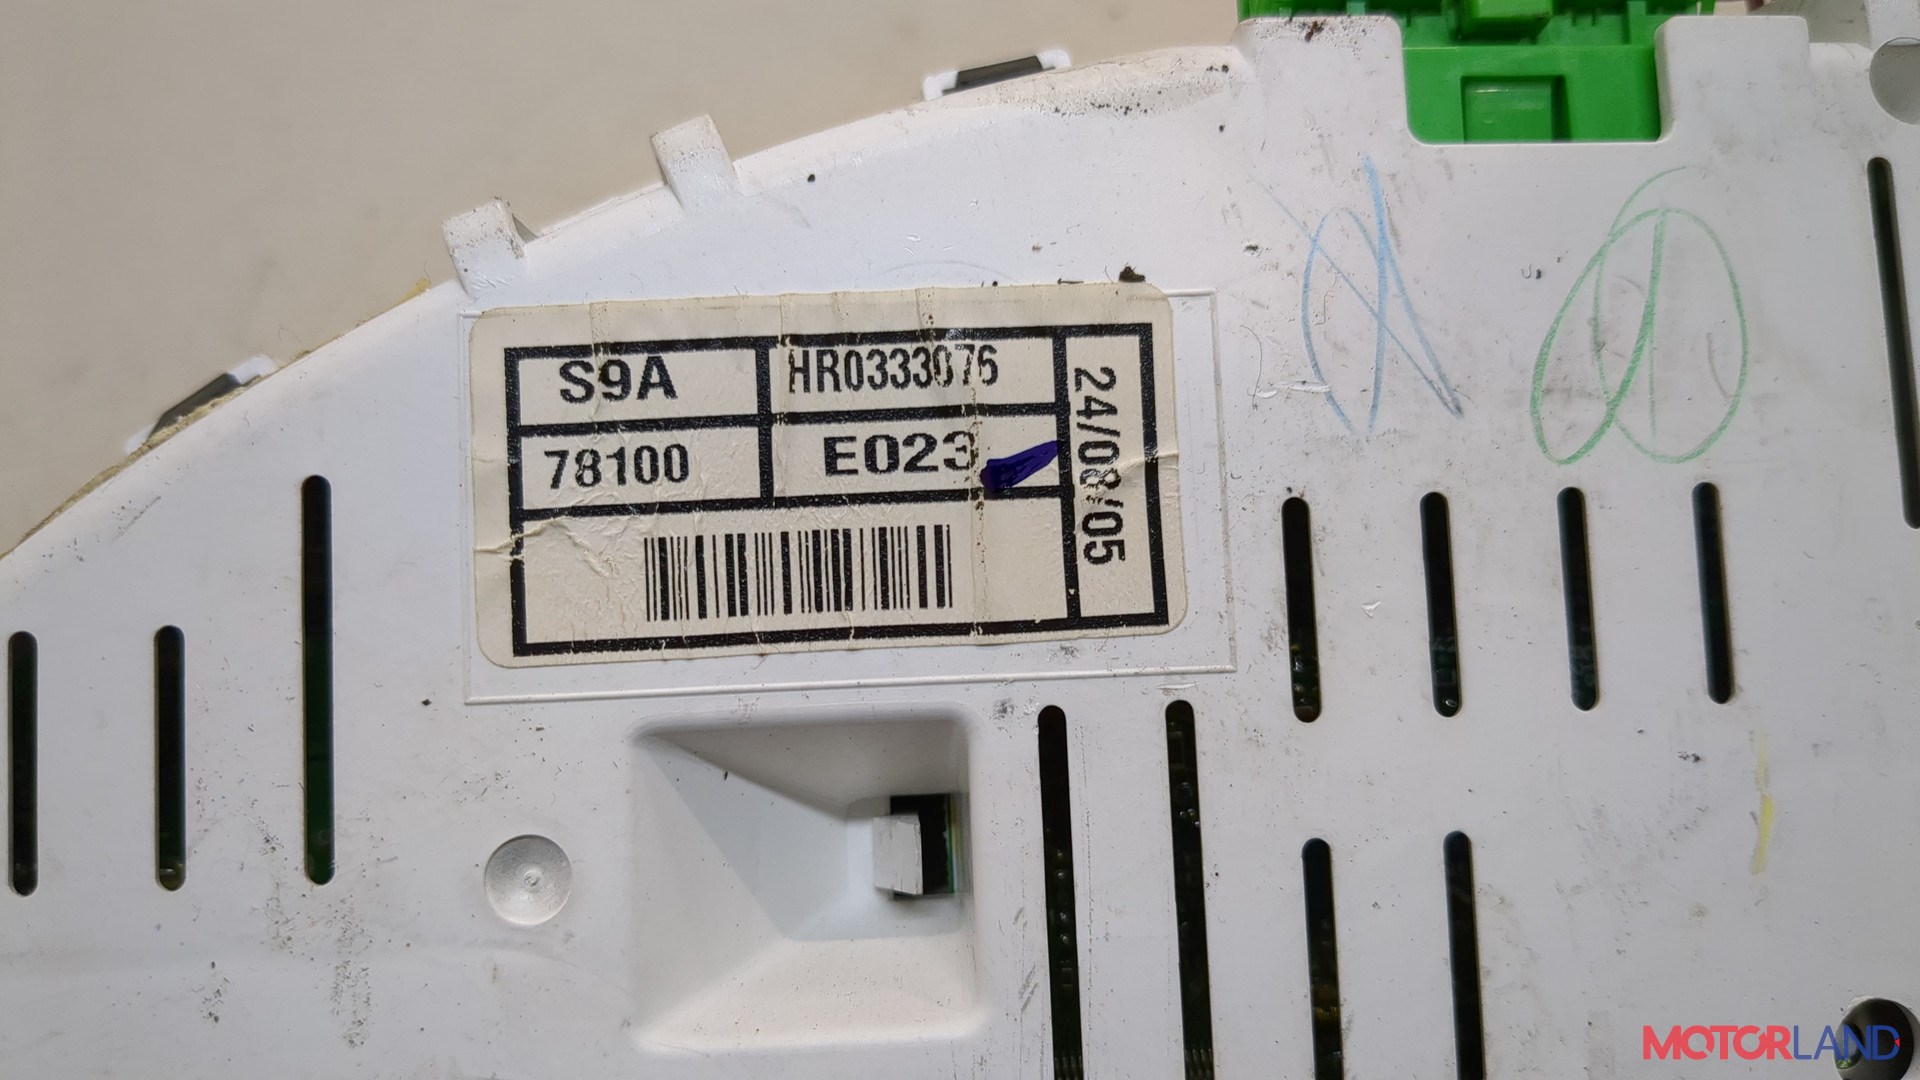 S9A
HR0333076
78100
E023
24/08/05
MOTORLAND